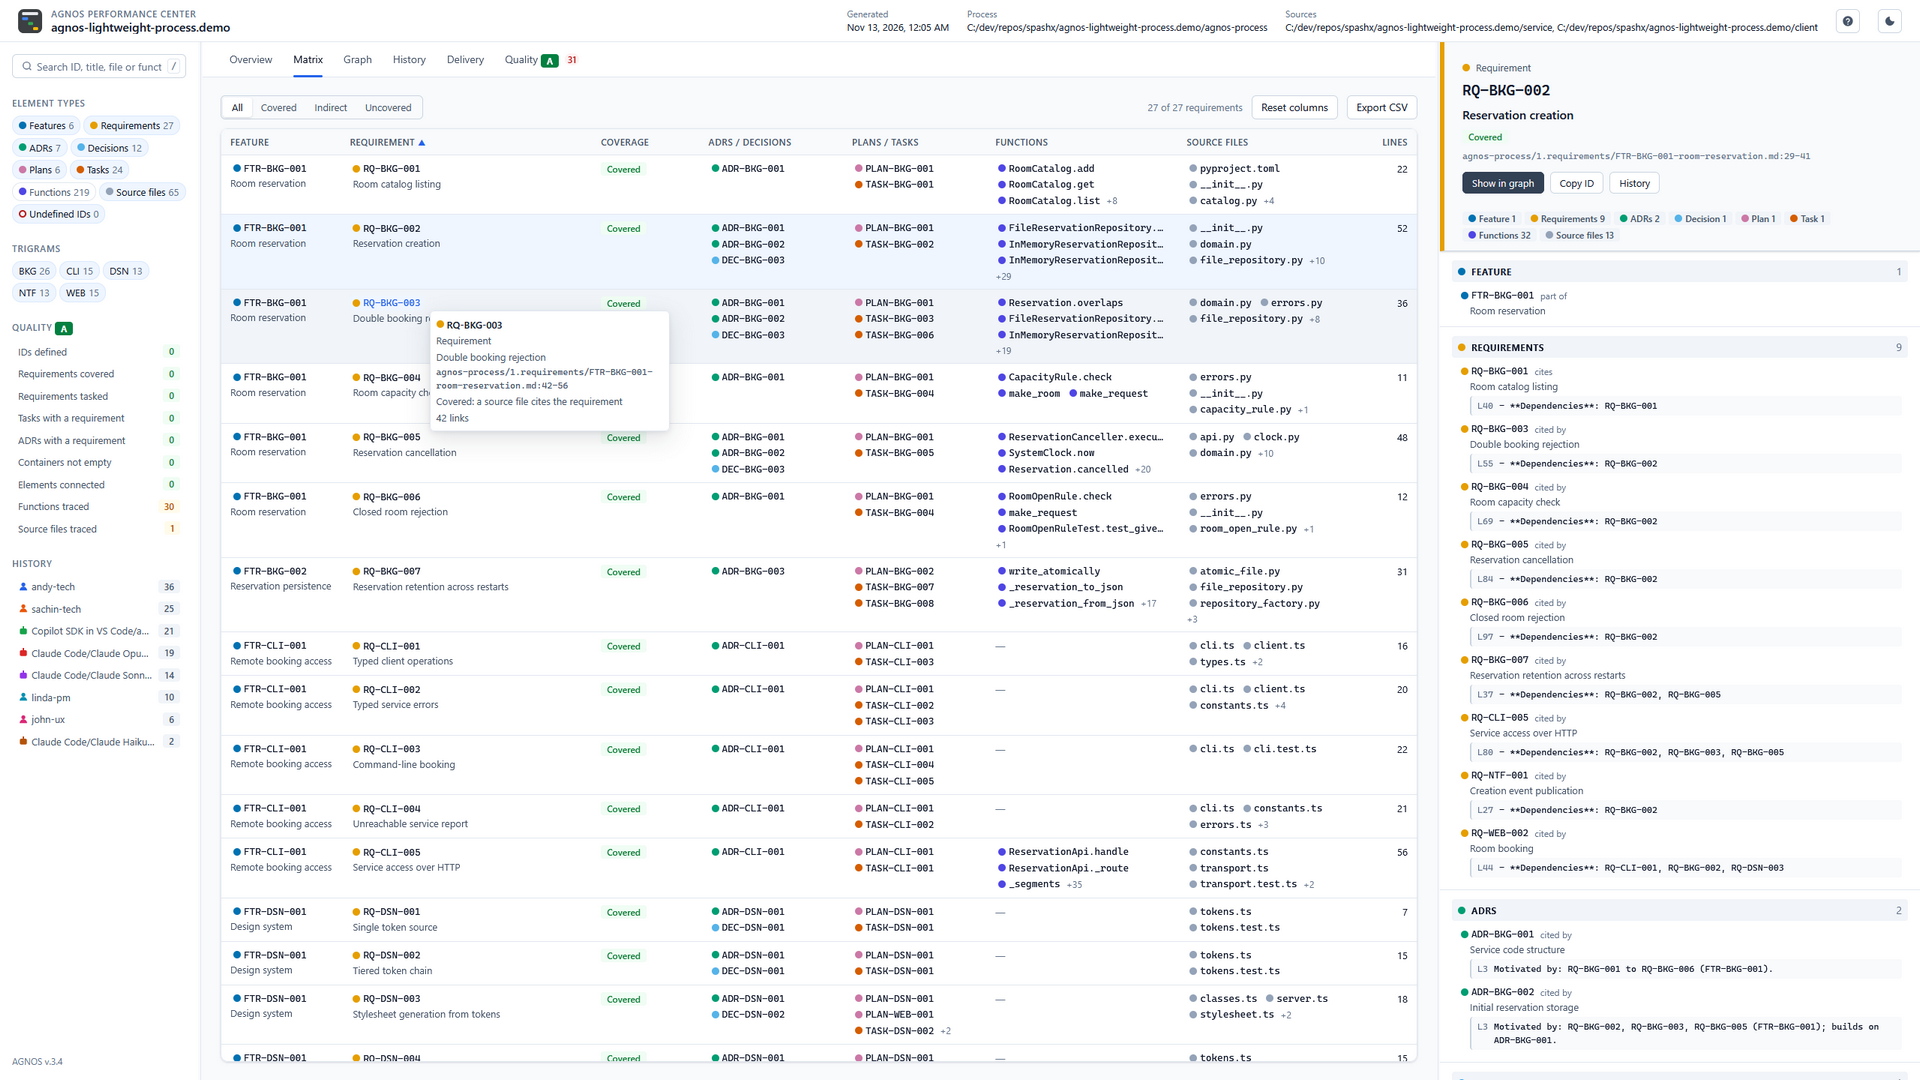 AGNOS PERFORMANCE CENTER
agnos-lightweight-process.demo
Generated
Nov 13, 2026, 12:05 AM
Process
C:/dev/repos/spashx/agnos-lightweight-process.demo/agnos-process
Sources
C:/dev/repos/spashx/agnos-lightweight-process.demo/service, C:/dev/repos/spashx/agnos-lightweight-process.demo/client
Search ID, title, file or funct /
ELEMENT TYPES
Features 6 Requirements 27
ADRs 7 Decisions 12
Plans 6 Tasks 24
Functions 219 Source files 65
Undefined IDs 0
TRIGRAMS
BKG 26 CLI 15 DSN 13
NTF 13 WEB 15
QUALITY A
IDs defined 0
Requirements covered 0
Requirements tasked 0
Tasks with a requirement 0
ADRs with a requirement 0
Containers not empty 0
Elements connected 0
Functions traced 30
Source files traced 1
HISTORY
andy-tech 36
sachin-tech 25
Copilot SDK in VS Code/a... 21
Claude Code/Claude Opu... 19
Claude Code/Claude Sonn... 14
linda-pm 10
john-ux 6
Claude Code/Claude Haiku... 2
AGNOS v.3.4
Overview Matrix Graph History Delivery Quality A 31
All Covered Indirect Uncovered
27 of 27 requirements Reset columns Export CSV
FEATURE REQUIREMENT ▲ COVERAGE ADRS / DECISIONS PLANS / TASKS FUNCTIONS SOURCE FILES LINES
FTR-BKG-001 RQ-BKG-001 Covered ADR-BKG-001 PLAN-BKG-001 RoomCatalog.add pyproject.toml 22
Room reservation Room catalog listing TASK-BKG-001 RoomCatalog.get __init__.py
RoomCatalog.list +8 catalog.py +4
FTR-BKG-001 RQ-BKG-002 Covered ADR-BKG-001 PLAN-BKG-001 FileReservationRepository.... __init__.py 52
Room reservation Reservation creation ADR-BKG-002 TASK-BKG-002 InMemoryReservationReposit... domain.py
DEC-BKG-003 InMemoryReservationReposit... file_repository.py +10
+29
FTR-BKG-001 RQ-BKG-003 Covered ADR-BKG-001 PLAN-BKG-001 Reservation.overlaps domain.py errors.py 36
Room reservation Double booking r ADR-BKG-002 TASK-BKG-003 FileReservationRepository.... file_repository.py +8
DEC-BKG-003 TASK-BKG-006 InMemoryReservationReposit...
+19
RQ-BKG-003
Requirement
Double booking rejection
agnos-process/1.requirements/FTR-BKG-001-
room-reservation.md:42-56
Covered: a source file cites the requirement
42 links
FTR-BKG-001 RQ-BKG-004 ADR-BKG-001 PLAN-BKG-001 CapacityRule.check errors.py 11
Room reservation Room capacity che TASK-BKG-004 make_room make_request __init__.py
capacity_rule.py +1
FTR-BKG-001 RQ-BKG-005 Covered ADR-BKG-001 PLAN-BKG-001 ReservationCanceller.execu... api.py clock.py 48
Room reservation Reservation cancellation ADR-BKG-002 TASK-BKG-005 SystemClock.now domain.py +10
DEC-BKG-003 Reservation.cancelled +20
FTR-BKG-001 RQ-BKG-006 Covered ADR-BKG-001 PLAN-BKG-001 RoomOpenRule.check errors.py 12
Room reservation Closed room rejection TASK-BKG-004 make_request __init__.py
RoomOpenRuleTest.test_give... room_open_rule.py +1
+1
FTR-BKG-002 RQ-BKG-007 Covered ADR-BKG-003 PLAN-BKG-002 write_atomically atomic_file.py 31
Reservation persistence Reservation retention across restarts TASK-BKG-007 _reservation_to_json file_repository.py
TASK-BKG-008 _reservation_from_json +17 repository_factory.py
+3
FTR-CLI-001 RQ-CLI-001 Covered ADR-CLI-001 PLAN-CLI-001 — cli.ts client.ts 16
Remote booking access Typed client operations TASK-CLI-003 types.ts +2
FTR-CLI-001 RQ-CLI-002 Covered ADR-CLI-001 PLAN-CLI-001 — cli.ts client.ts 20
Remote booking access Typed service errors TASK-CLI-002 constants.ts +4
TASK-CLI-003
FTR-CLI-001 RQ-CLI-003 Covered ADR-CLI-001 PLAN-CLI-001 — cli.ts cli.test.ts 22
Remote booking access Command-line booking TASK-CLI-004
TASK-CLI-005
FTR-CLI-001 RQ-CLI-004 Covered ADR-CLI-001 PLAN-CLI-001 — cli.ts constants.ts 21
Remote booking access Unreachable service report TASK-CLI-002 errors.ts +3
FTR-CLI-001 RQ-CLI-005 Covered ADR-CLI-001 PLAN-CLI-001 ReservationApi.handle constants.ts 56
Remote booking access Service access over HTTP TASK-CLI-001 ReservationApi._route transport.ts
_segments +35 transport.test.ts +2
FTR-DSN-001 RQ-DSN-001 Covered ADR-DSN-001 PLAN-DSN-001 — tokens.ts 7
Design system Single token source DEC-DSN-001 TASK-DSN-001 tokens.test.ts
FTR-DSN-001 RQ-DSN-002 Covered ADR-DSN-001 PLAN-DSN-001 — tokens.ts 15
Design system Tiered token chain DEC-DSN-001 TASK-DSN-001 tokens.test.ts
FTR-DSN-001 RQ-DSN-003 Covered ADR-DSN-001 PLAN-DSN-001 — classes.ts server.ts 18
Design system Stylesheet generation from tokens DEC-DSN-002 PLAN-WEB-001 stylesheet.ts +2
TASK-DSN-002 +2
FTR-DSN-001 RQ-DSN-004 Covered ADR-DSN-001 PLAN-DSN-001 — tokens.ts 15
Requirement
RQ-BKG-002
Reservation creation
Covered
agnos-process/1.requirements/FTR-BKG-001-room-reservation.md:29-41
Show in graph Copy ID History
Feature 1 Requirements 9 ADRs 2 Decision 1 Plan 1 Task 1
Functions 32 Source files 13
FEATURE 1
FTR-BKG-001 part of
Room reservation
REQUIREMENTS 9
RQ-BKG-001 cites
Room catalog listing
L40 - **Dependencies**: RQ-BKG-001
RQ-BKG-003 cited by
Double booking rejection
L55 - **Dependencies**: RQ-BKG-002
RQ-BKG-004 cited by
Room capacity check
L69 - **Dependencies**: RQ-BKG-002
RQ-BKG-005 cited by
Reservation cancellation
L84 - **Dependencies**: RQ-BKG-002
RQ-BKG-006 cited by
Closed room rejection
L97 - **Dependencies**: RQ-BKG-002
RQ-BKG-007 cited by
Reservation retention across restarts
L37 - **Dependencies**: RQ-BKG-002, RQ-BKG-005
RQ-CLI-005 cited by
Service access over HTTP
L80 - **Dependencies**: RQ-BKG-002, RQ-BKG-003, RQ-BKG-005
RQ-NTF-001 cited by
Creation event publication
L27 - **Dependencies**: RQ-BKG-002
RQ-WEB-002 cited by
Room booking
L44 - **Dependencies**: RQ-CLI-001, RQ-BKG-002, RQ-DSN-003
ADRS 2
ADR-BKG-001 cited by
Service code structure
L3 Motivated by: RQ-BKG-001 to RQ-BKG-006 (FTR-BKG-001).
ADR-BKG-002 cited by
Initial reservation storage
L3 Motivated by: RQ-BKG-002, RQ-BKG-003, RQ-BKG-005 (FTR-BKG-001); builds on
ADR-BKG-001.